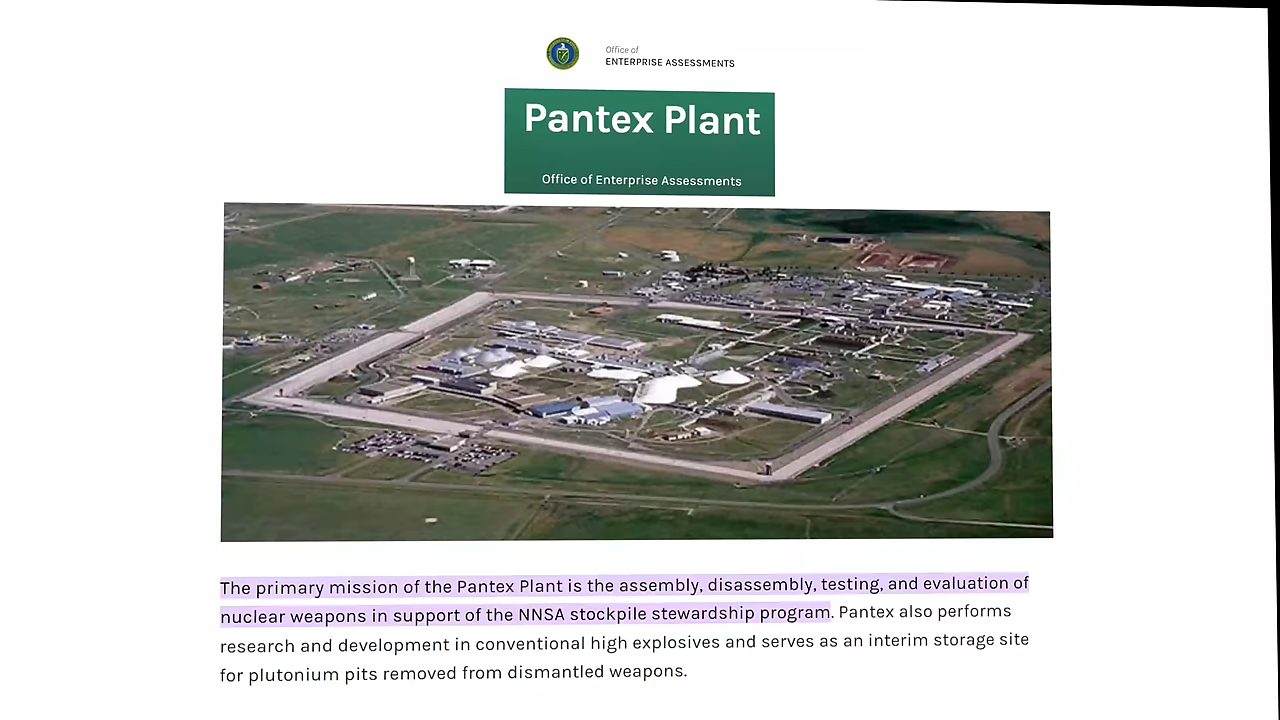 Office of
ENTERPRISE ASSESSMENTS
Pantex Plant
Office of Enterprise Assessments
The primary mission of the Pantex Plant is the assembly, disassembly, testing, and evaluation of
nuclear weapons in support of the NNSA stockpile stewardship program. Pantex also performs
research and development in conventional high explosives and serves as an interim storage site
for plutonium pits removed from dismantled weapons.